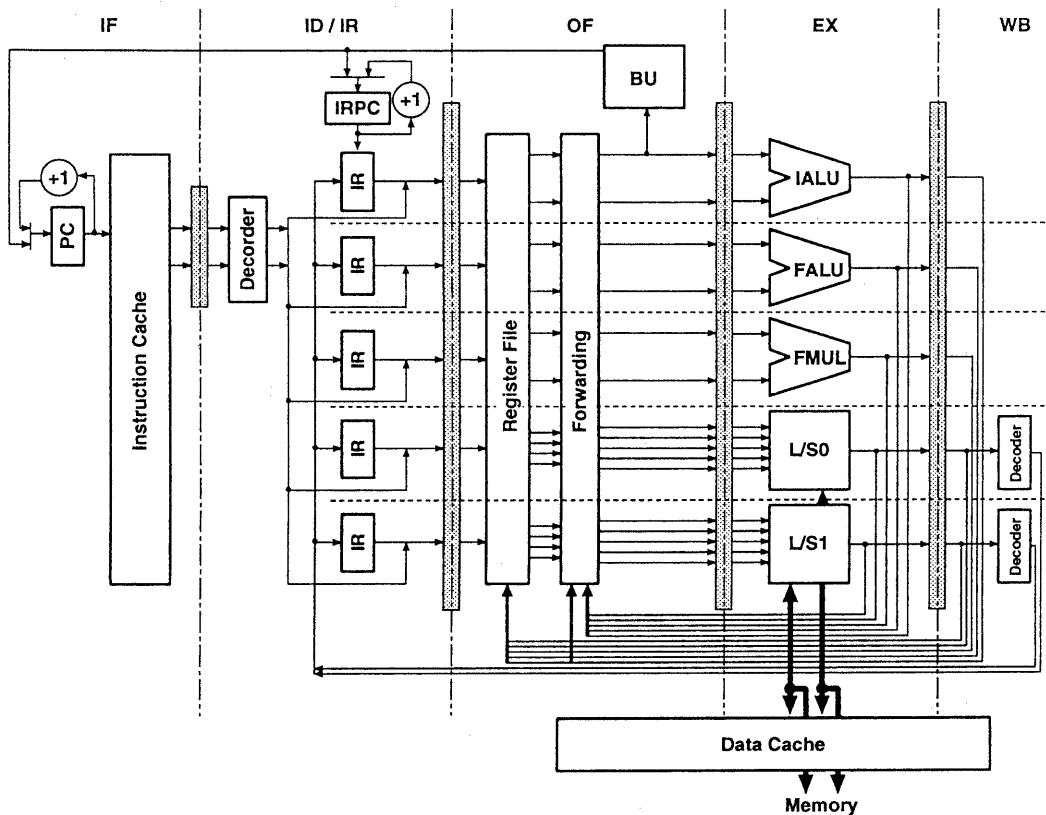 IF
ID / IR
OF
EX
WB
BU
IRPC
+1
+1
PC
Instruction Cache
Decorder
IR
IR
IR
IR
IR
Register File
Forwarding
IALU
FALU
FMUL
L/S0
L/S1
Decoder
Decoder
Data Cache
Memory